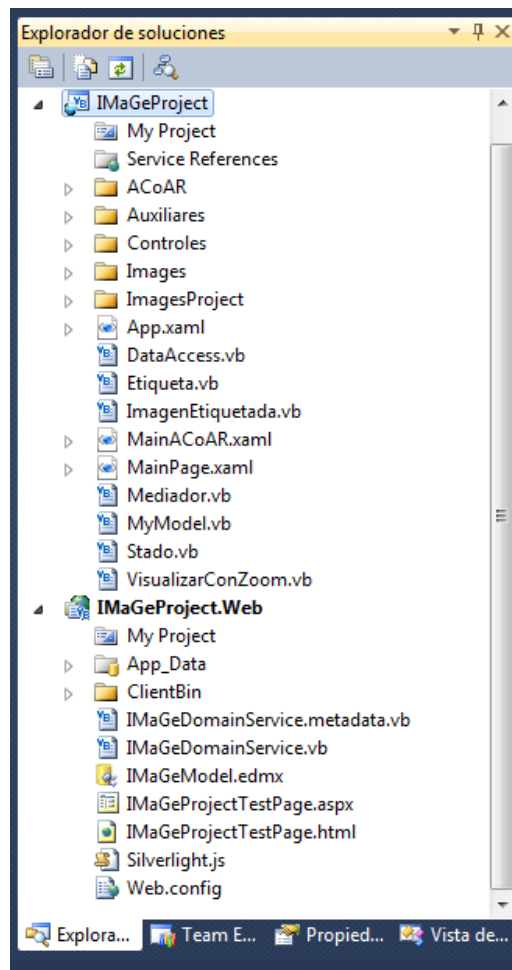 Explorador de soluciones
IMaGeProject
My Project
Service References
ACoAR
Auxiliares
Controles
Images
ImagesProject
App.xaml
DataAccess.vb
Etiqueta.vb
ImagenEtiquetada.vb
MainACoAR.xaml
MainPage.xaml
Mediador.vb
MyModel.vb
Stado.vb
VisualizarConZoom.vb
IMaGeProject.Web
My Project
App_Data
ClientBin
IMaGeDomainService.metadata.vb
IMaGeDomainService.vb
IMaGeModel.edmx
IMaGeProjectTestPage.aspx
IMaGeProjectTestPage.html
Silverlight.js
Web.config
Explora... Team E... Propied... Vista de...